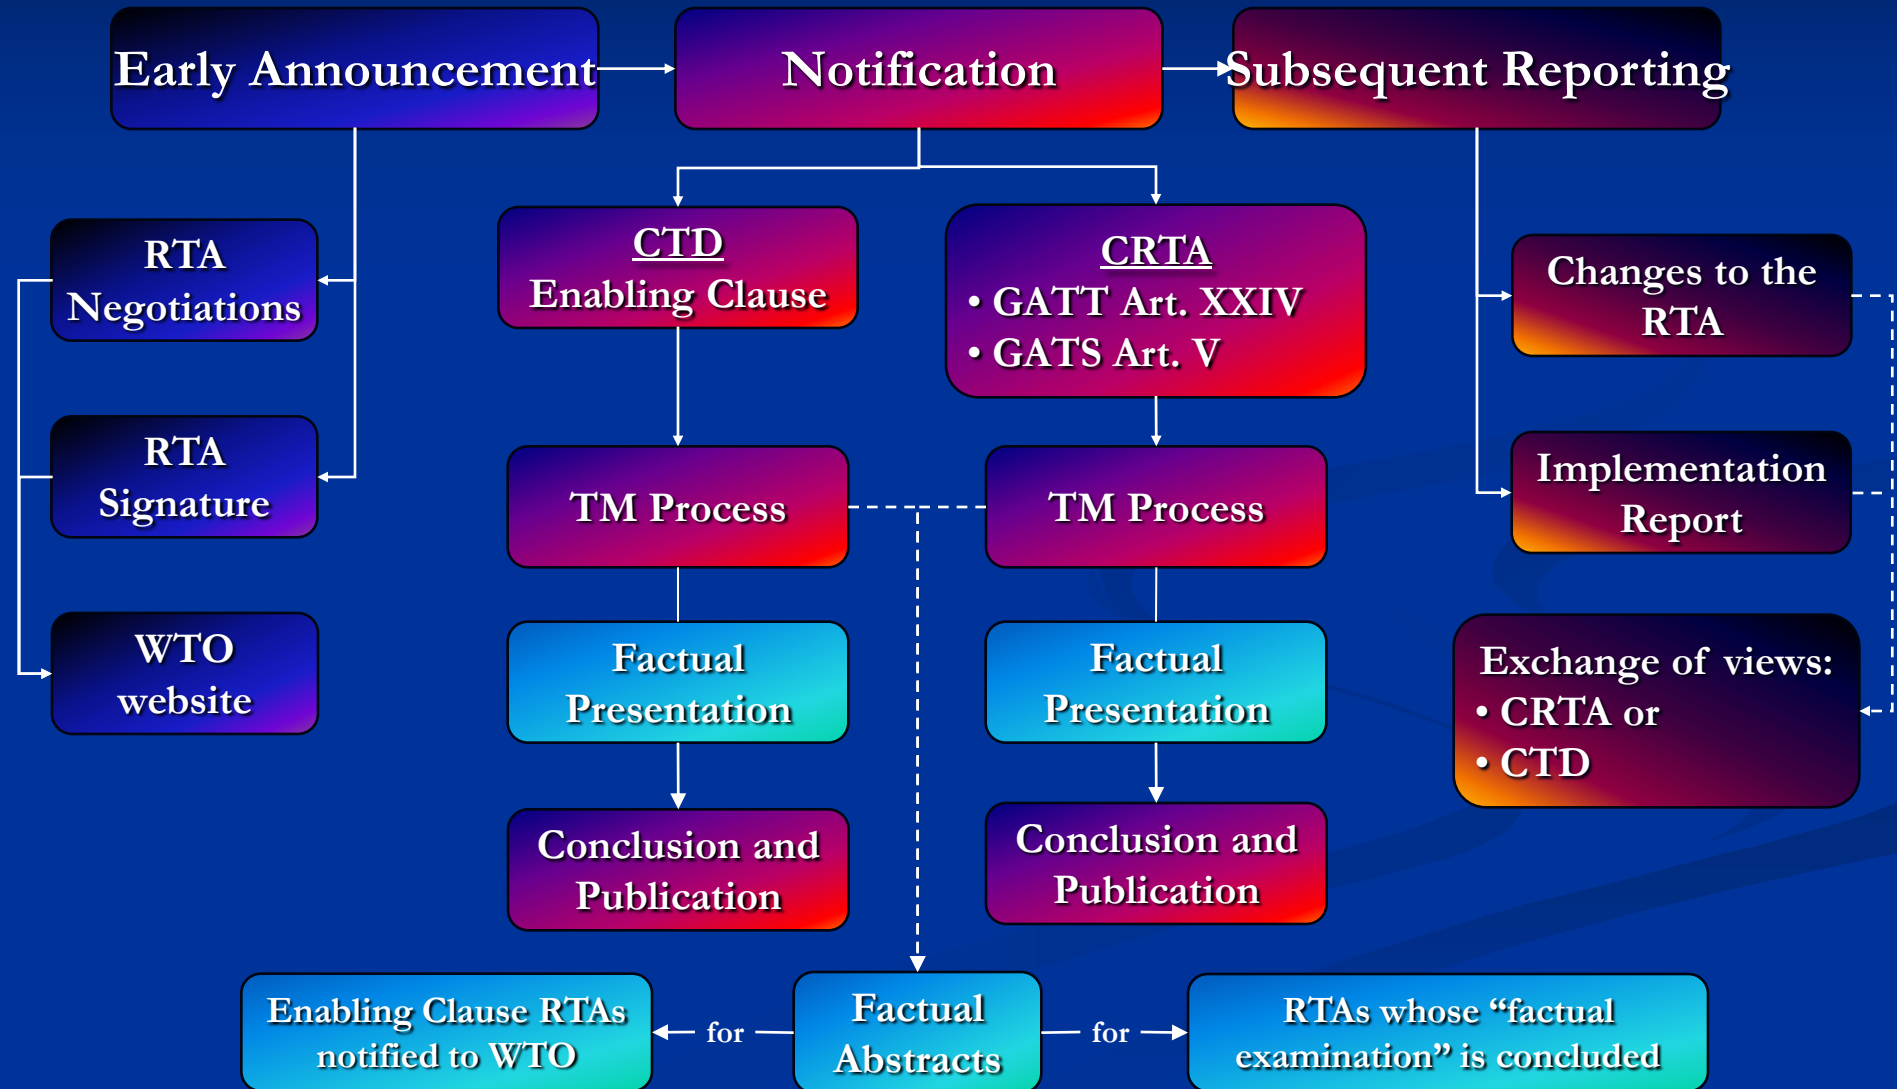 Early Announcement
Notification
Subsequent Reporting
RTA
Negotiations
RTA
Signature
WTO
website
CTD
Enabling Clause
TM Process
Factual
Presentation
Conclusion and
Publication
CRTA
• GATT Art. XXIV
• GATS Art. V
TM Process
Factual
Presentation
Conclusion and
Publication
Changes to the
RTA
Implementation
Report
Exchange of views:
• CRTA or
• CTD
Enabling Clause RTAs
notified to WTO
for
Factual
Abstracts
for
RTAs whose “factual
examination” is concluded